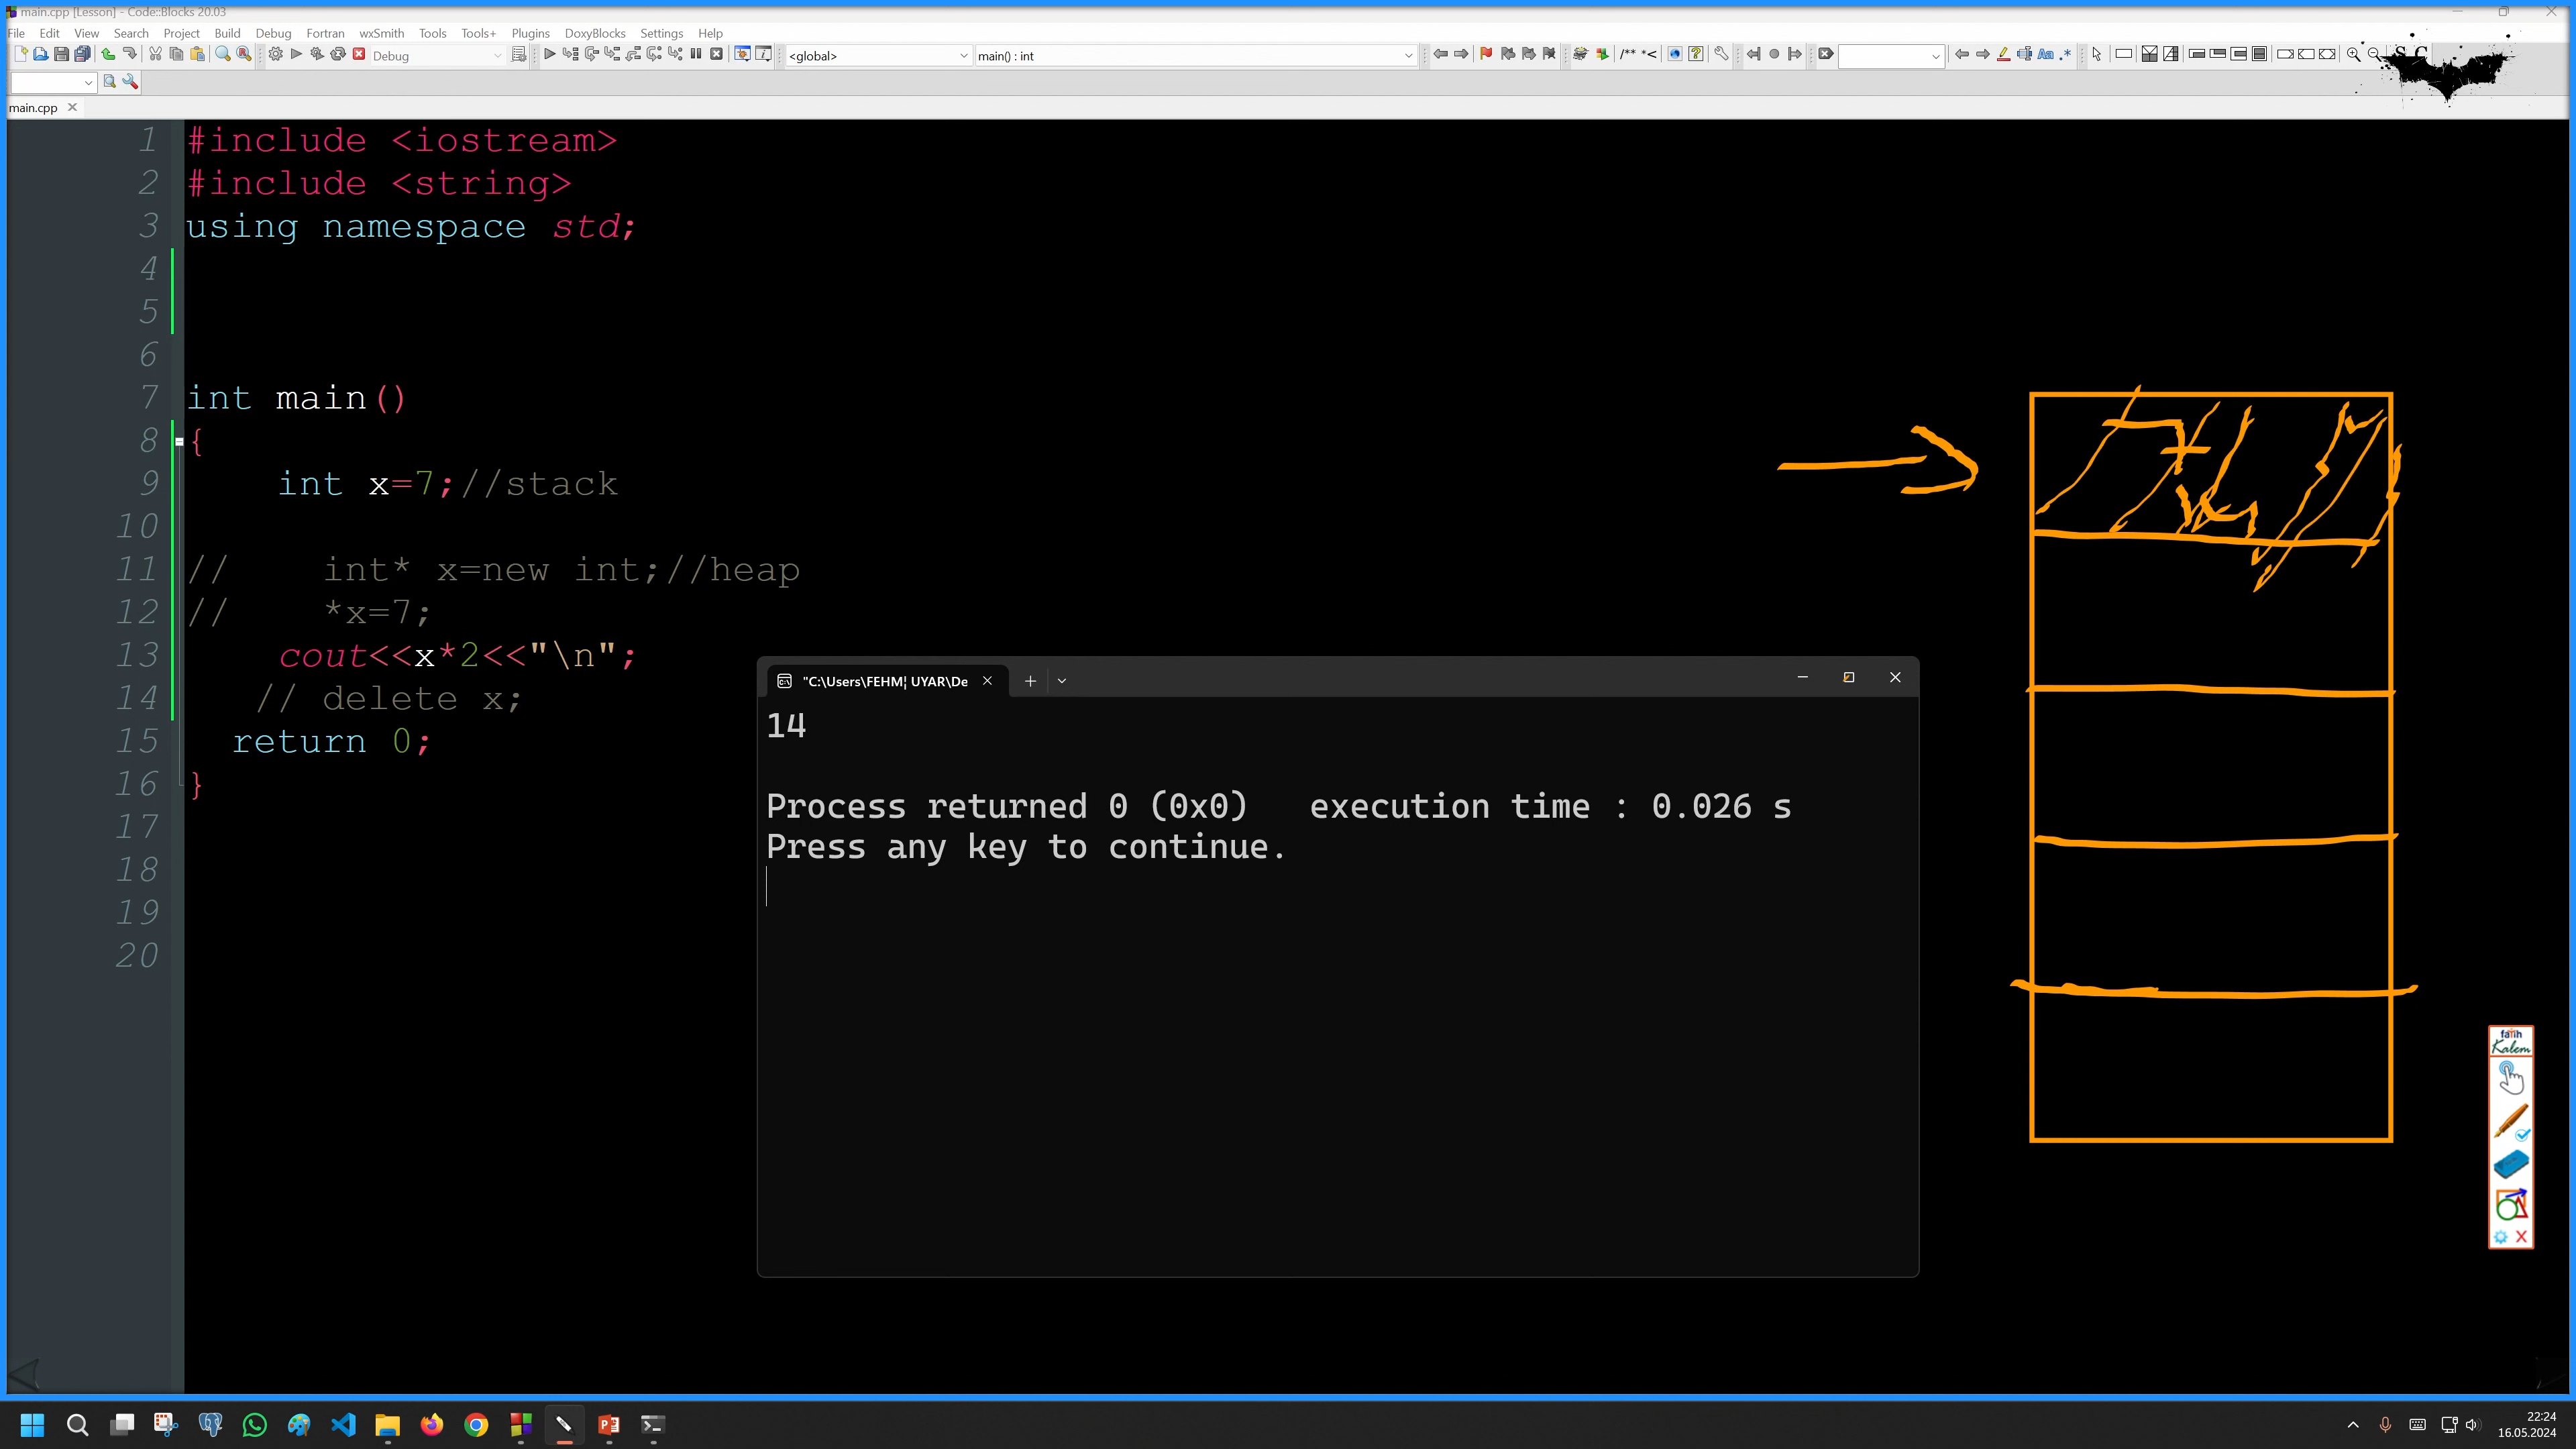 main.cpp [Lesson] - Code::Blocks 20.03
File Edit View Search Project Build Debug Fortran wxSmith Tools Tools+ Plugins DoxyBlocks Settings Help
Debug
<global>
main() : int
/** *<
Aa .*
S C
main.cpp
1 #include <iostream>
2 #include <string>
3 using namespace std;
4
5
6
7 int main()
8 {
9 int x=7;//stack
10
11 // int* x=new int;//heap
12 // *x=7;
13 cout<<x*2<<"\n";
14 // delete x;
15 return 0;
16 }
17
18
19
20
7
"C:\Users\FEHM¦ UYAR\De
14
Process returned 0 (0x0)   execution time : 0.026 s
Press any key to continue.
fatih
Kalem
22:24
16.05.2024